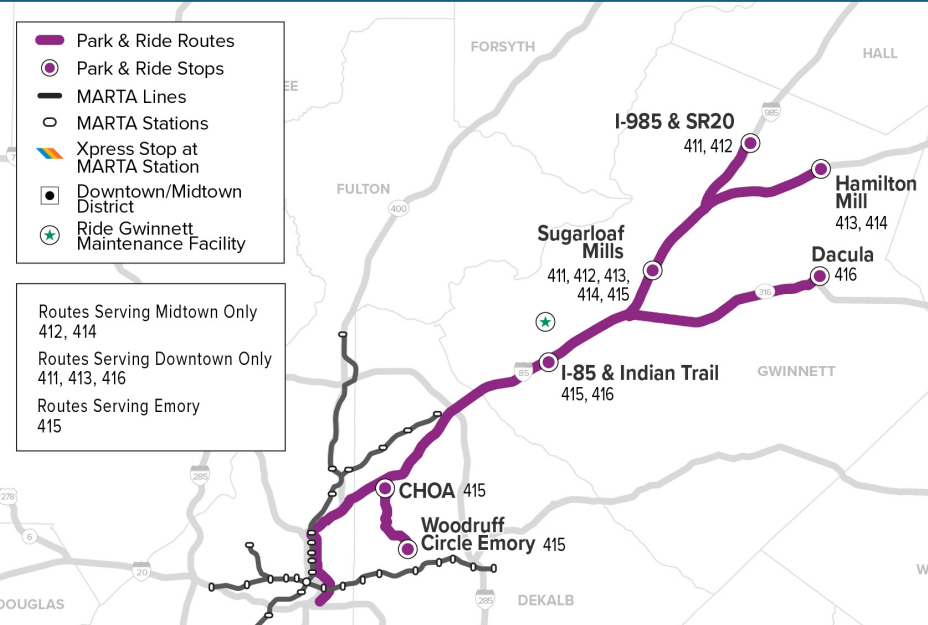 Park & Ride Routes
Park & Ride Stops
MARTA Lines
MARTA Stations
Xpress Stop at
MARTA Station
Downtown/Midtown
District
Ride Gwinnett
Maintenance Facility
Routes Serving Midtown Only
412, 414
Routes Serving Downtown Only
411, 413, 416
Routes Serving Emory
415
FORSYTH
HALL
EE
985
I-985 & SR20
411, 412
FULTON
400
Hamilton
Mill
413, 414
Sugarloaf
Mills
411, 412, 413,
414, 415
Dacula
416
316
85
I-85 & Indian Trail
415, 416
GWINNETT
285
278
CHOA 415
Woodruff
Circle Emory 415
6
20
285
DOUGLAS
DEKALB
W